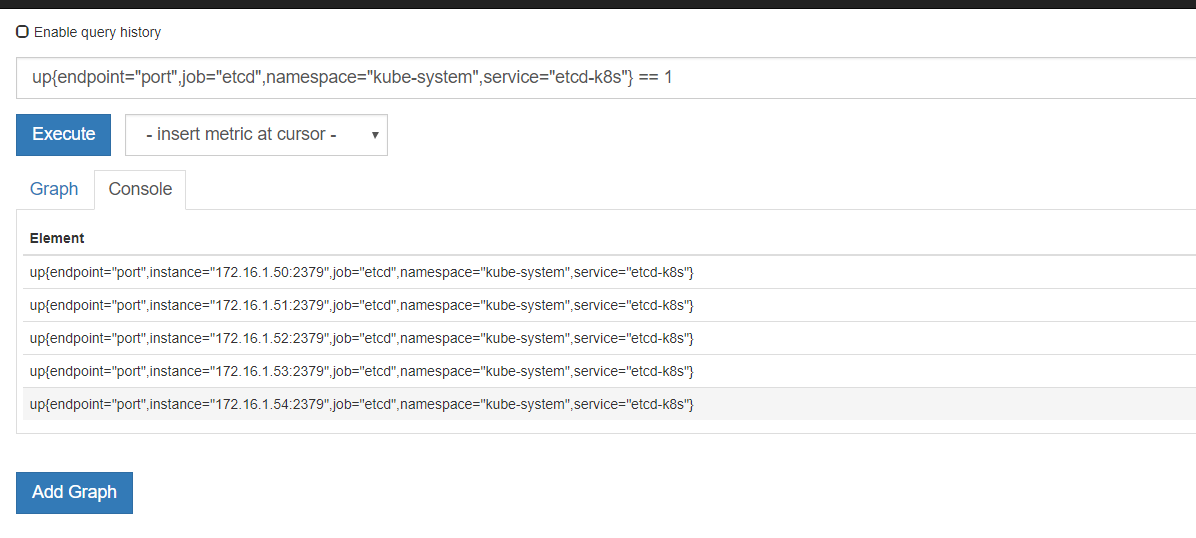 Enable query history
up{endpoint="port",job="etcd",namespace="kube-system",service="etcd-k8s"} == 1
Execute
- insert metric at cursor -
Graph
Console
Element
up{endpoint="port",instance="172.16.1.50:2379",job="etcd",namespace="kube-system",service="etcd-k8s"}
up{endpoint="port",instance="172.16.1.51:2379",job="etcd",namespace="kube-system",service="etcd-k8s"}
up{endpoint="port",instance="172.16.1.52:2379",job="etcd",namespace="kube-system",service="etcd-k8s"}
up{endpoint="port",instance="172.16.1.53:2379",job="etcd",namespace="kube-system",service="etcd-k8s"}
up{endpoint="port",instance="172.16.1.54:2379",job="etcd",namespace="kube-system",service="etcd-k8s"}
Add Graph